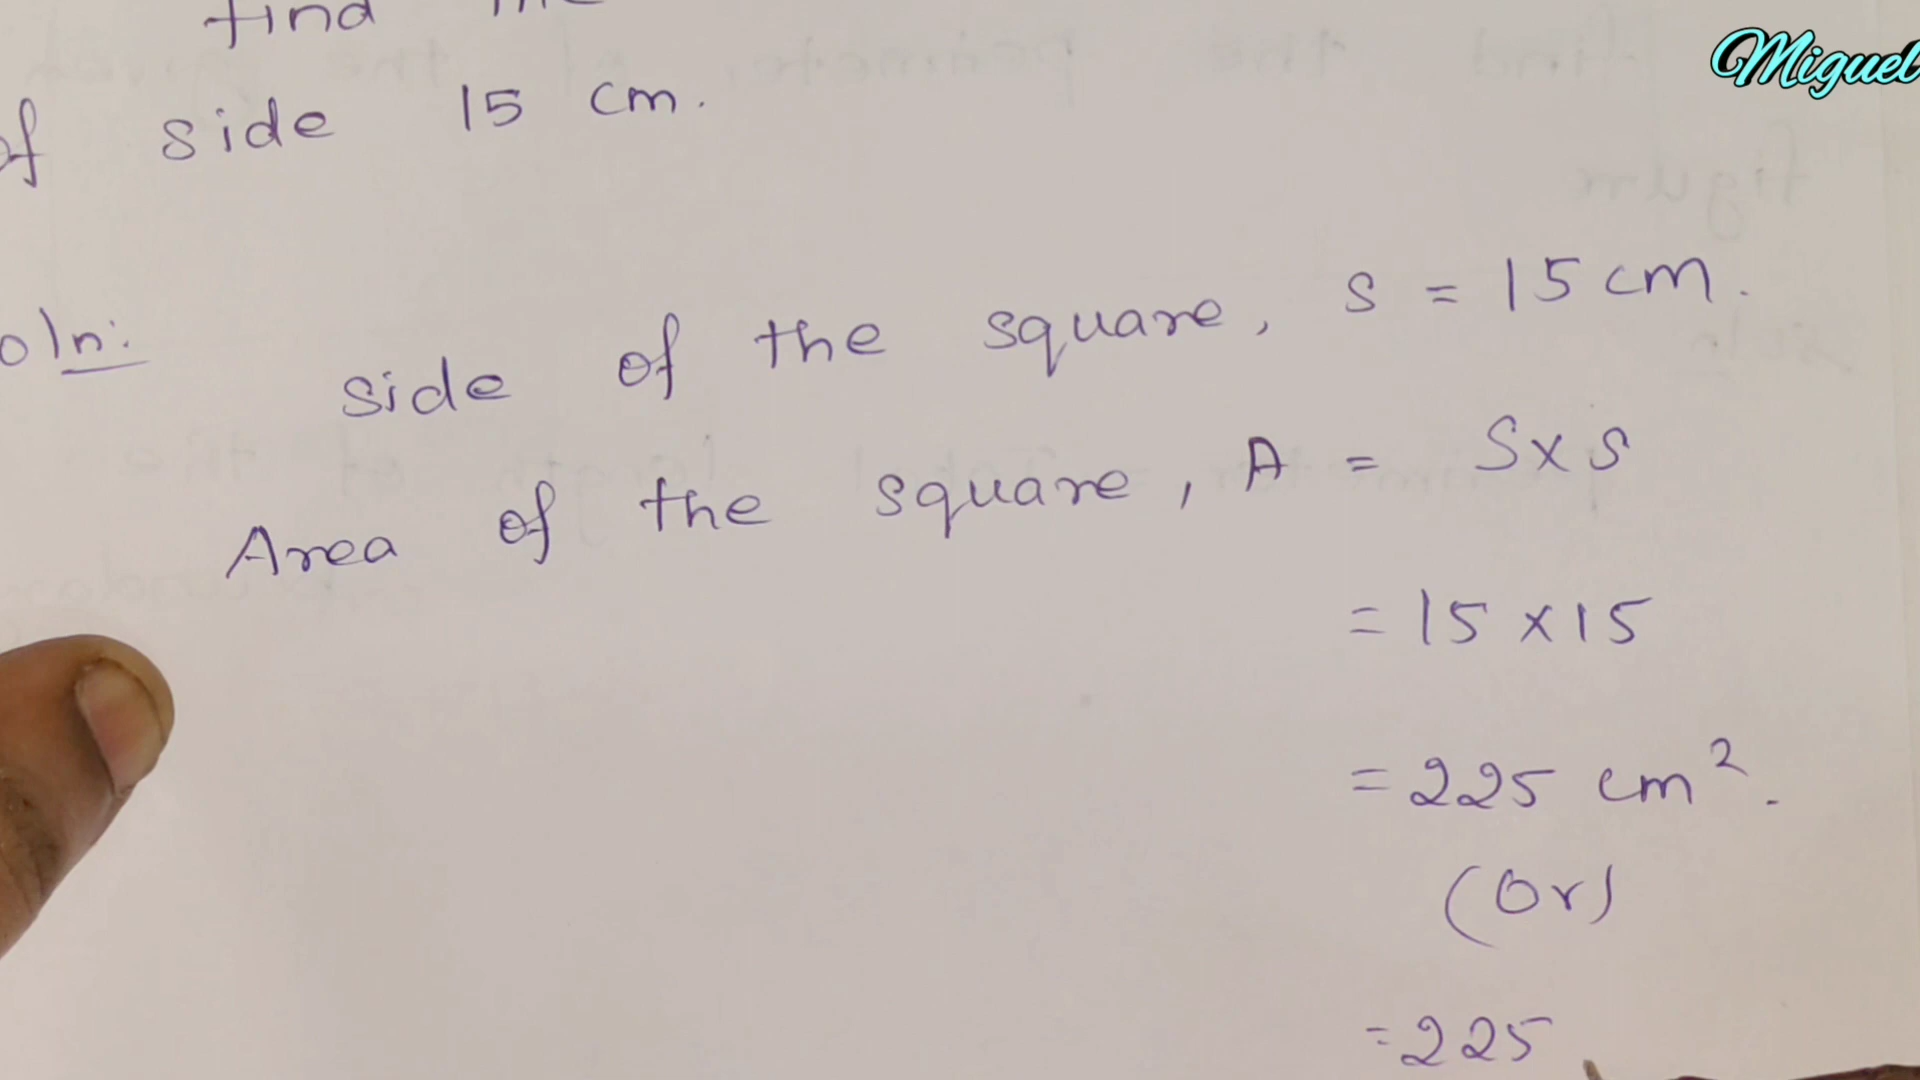 find
of side 15 cm.
Miguel
oln:
side of the square, s = 15 cm.
Area of the square, A = S x s
= 15 x 15
= 225 cm².
(Or)
= 225